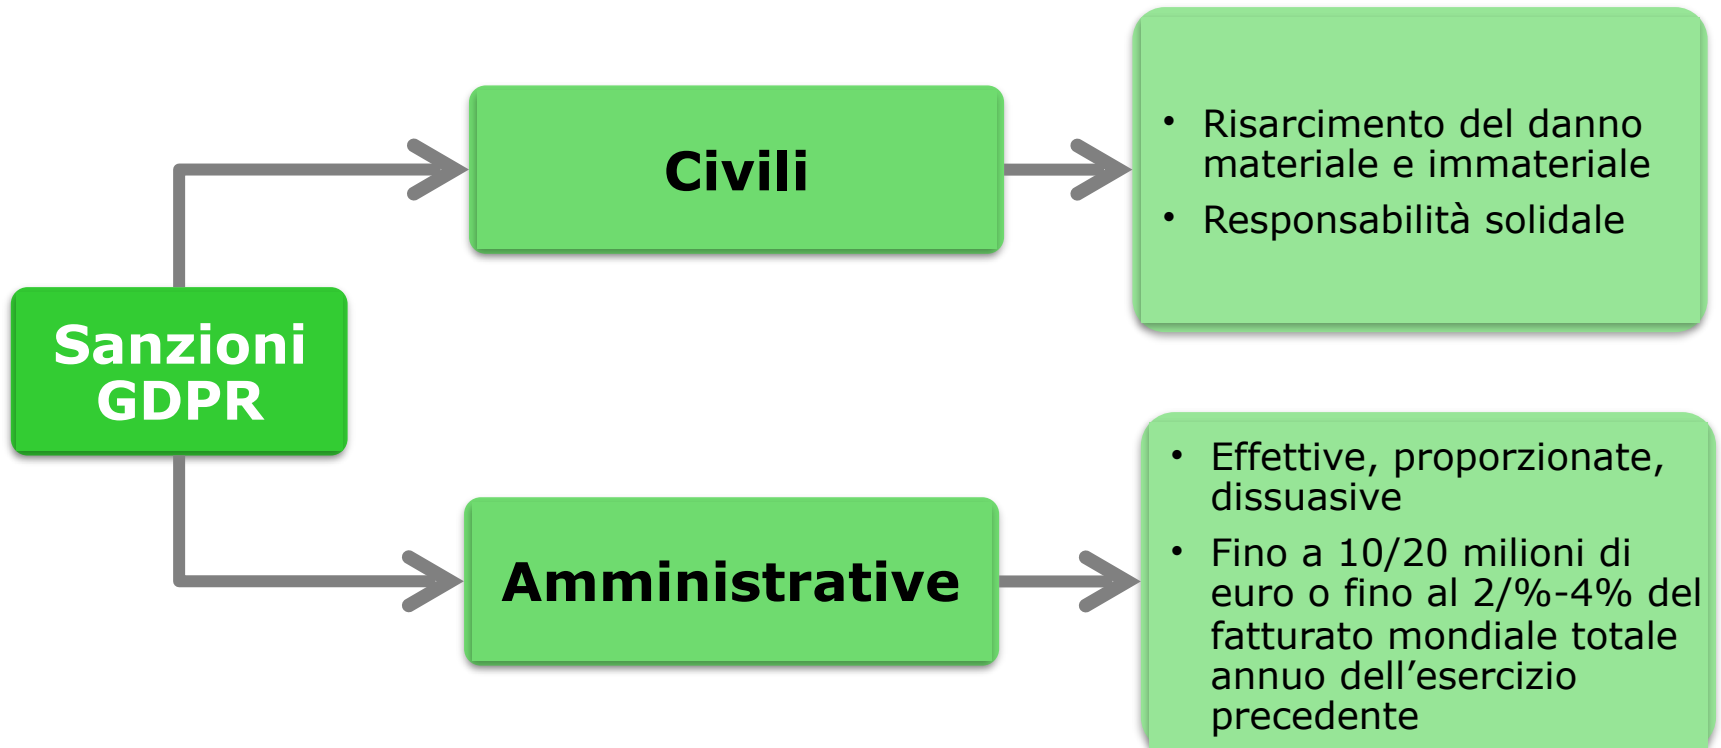 Sanzioni
GDPR
Civili
• Risarcimento del danno
materiale e immateriale
• Responsabilità solidale
Amministrative
• Effettive, proporzionate,
dissuasive
• Fino a 10/20 milioni di
euro o fino al 2/%-4% del
fatturato mondiale totale
annuo dell’esercizio
precedente